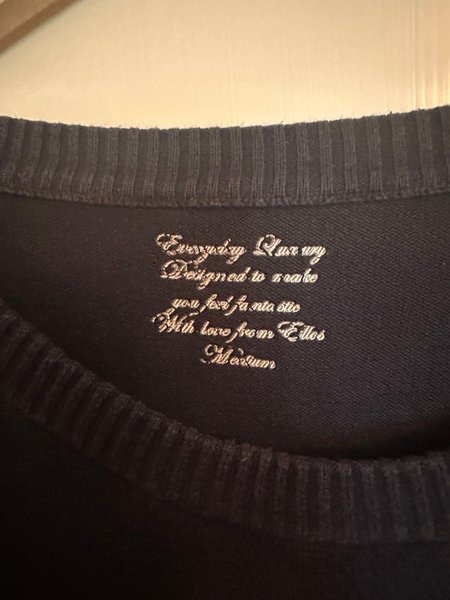 Everyday Luxury
Designed to make
you feel fantastic
With love from Ellos
Medium